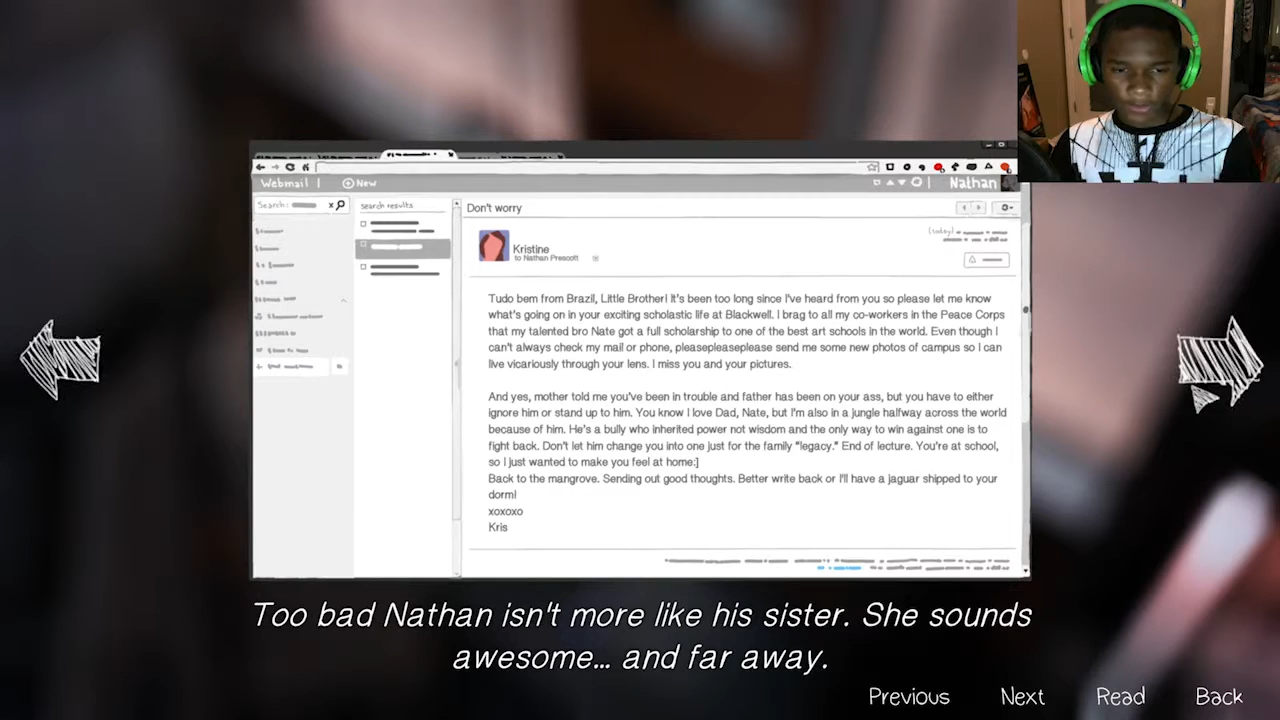 Webmail |
New
Nathan
Search:
x
search results
Don't worry
Kristine
to Nathan Prescott
(today)
Tudo bem from Brazil, Little Brother! It's been too long since I've heard from you so please let me know
what's going on in your exciting scholastic life at Blackwell. I brag to all my co-workers in the Peace Corps
that my talented bro Nate got a full scholarship to one of the best art schools in the world. Even though I
can't always check my mail or phone, pleasepleaseplease send me some new photos of campus so I can
live vicariously through your lens. I miss you and your pictures.
And yes, mother told me you've been in trouble and father has been on your ass, but you have to either
ignore him or stand up to him. You know I love Dad, Nate, but I'm also in a jungle halfway across the world
because of him. He's a bully who inherited power not wisdom and the only way to win against one is to
fight back. Don't let him change you into one just for the family "legacy." End of lecture. You're at school,
so I just wanted to make you feel at home:]
Back to the mangrove. Sending out good thoughts. Better write back or I'll have a jaguar shipped to your
dorm!
xoxoxo
Kris
Too bad Nathan isn't more like his sister. She sounds
awesome... and far away.
Previous Next Read Back